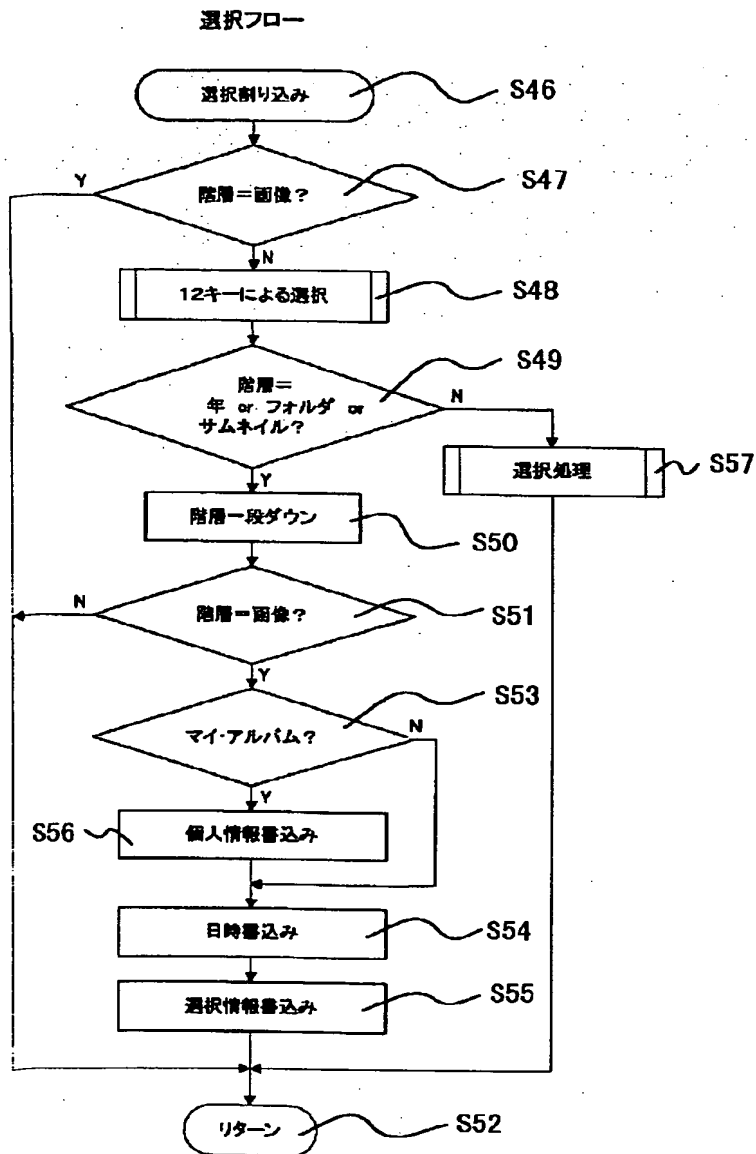 選択フロー
選択割り込み
S46
階層＝画像？
S47
Y
N
12キーによる選択
S48
階層＝
年 or フォルダ or
サムネイル？
S49
N
Y
選択処理
S57
階層一段ダウン
S50
階層＝画像？
S51
N
Y
マイ・アルバム？
S53
N
Y
S56
個人情報書込み
日時書込み
S54
選択情報書込み
S55
リターン
S52